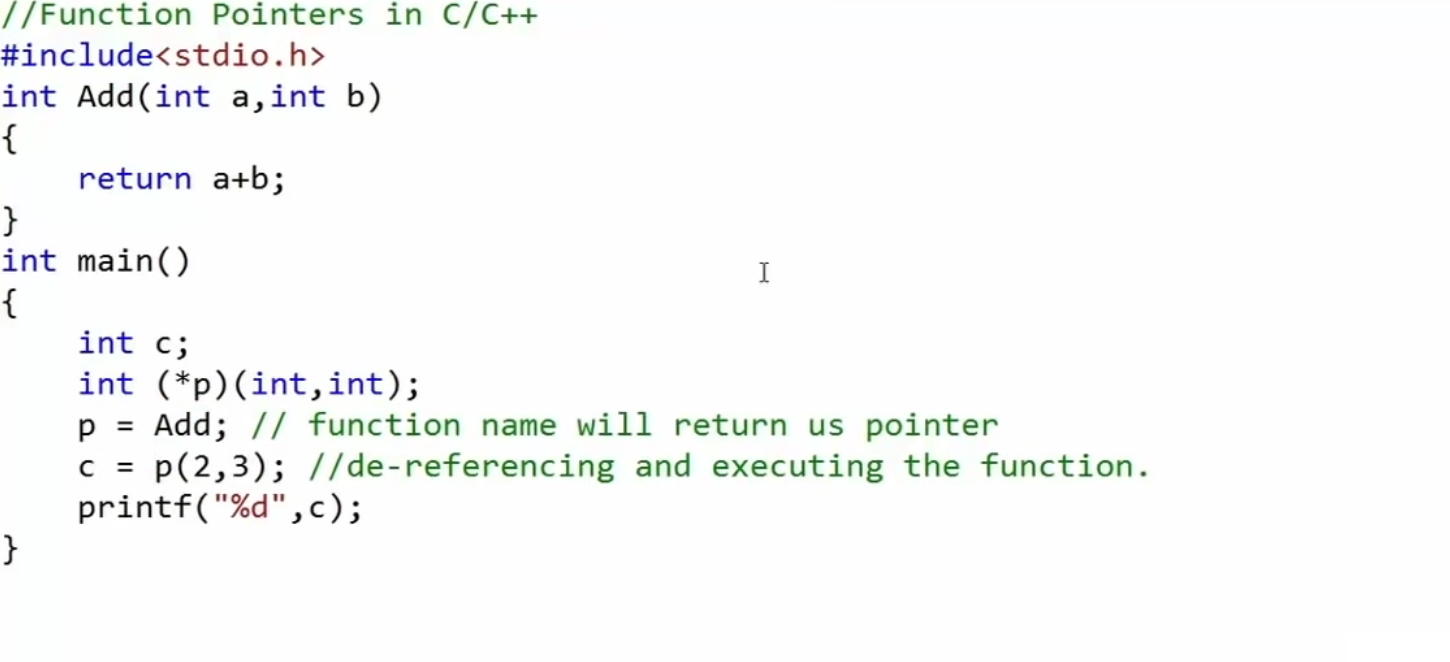 //Function Pointers in C/C++
#include<stdio.h>
int Add(int a,int b)
{
    return a+b;
}
int main()
{
    int c;
    int (*p)(int,int);
    p = Add; // function name will return us pointer
    c = p(2,3); //de-referencing and executing the function.
    printf("%d",c);
}